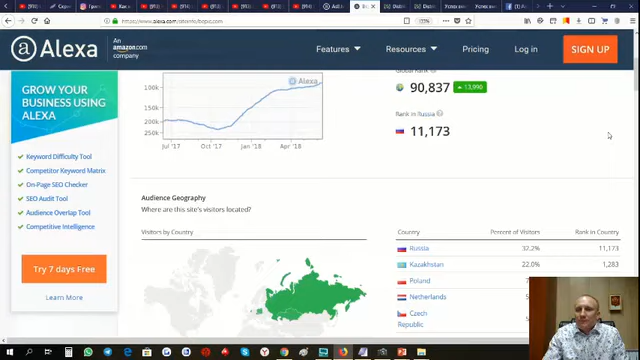 Alexa
An
amazon.com
company
Features
Resources
Pricing
Log in
SIGN UP
GROW YOUR
BUSINESS USING
ALEXA
Keyword Difficulty Tool
Competitor Keyword Matrix
On-Page SEO Checker
SEO Audit Tool
Audience Overlap Tool
Competitive Intelligence
Try 7 days Free
Learn More
100k
150k
200k
250k
Alexa
Jul '17
Oct '17
Jan '18
Apr '18
Global Rank
90,837
13,990
Rank in Russia
11,173
Audience Geography
Where are this site's visitors located?
Visitors by Country
Country
Percent of Visitors
Rank in Country
Russia
32.2%
11,173
Kazakhstan
22.0%
1,283
Poland
Netherlands
Czech
Republic